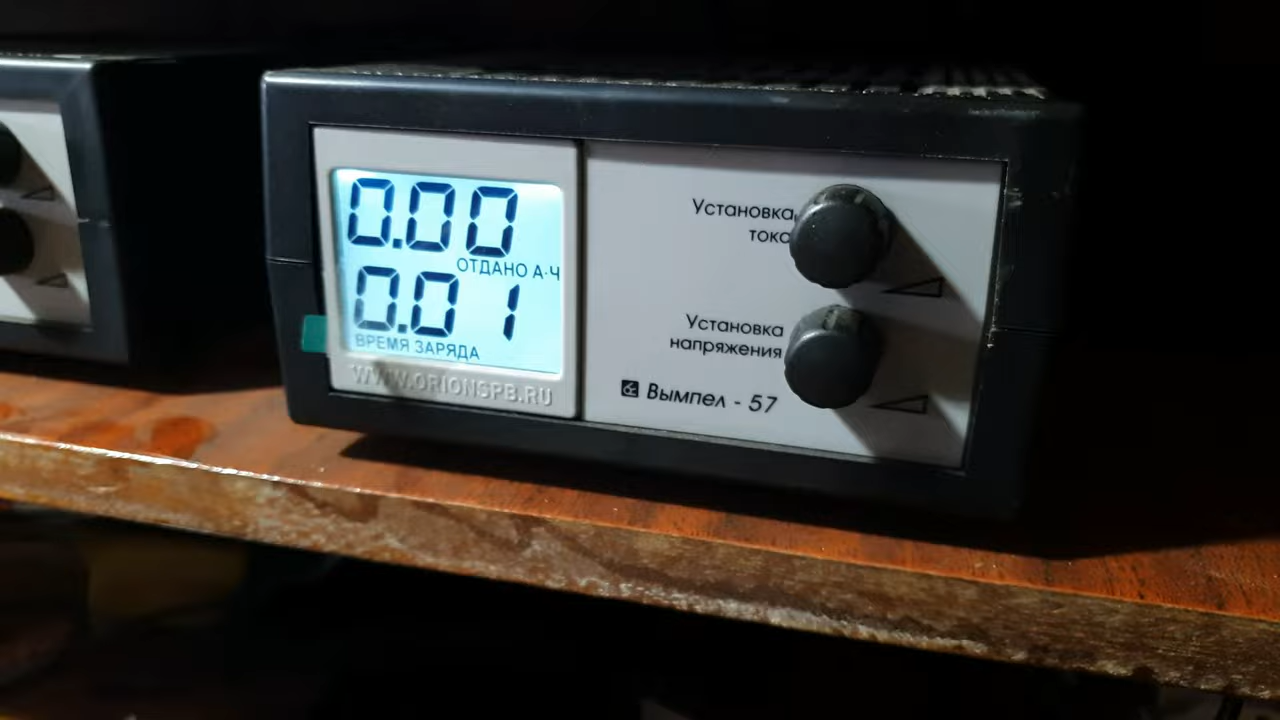 0.00
ОТДАНО А-Ч
0.01
ВРЕМЯ ЗАРЯДА
WWW.ORIONSPB.RU
Установка
тока
Установка
напряжения
Вымпел - 57